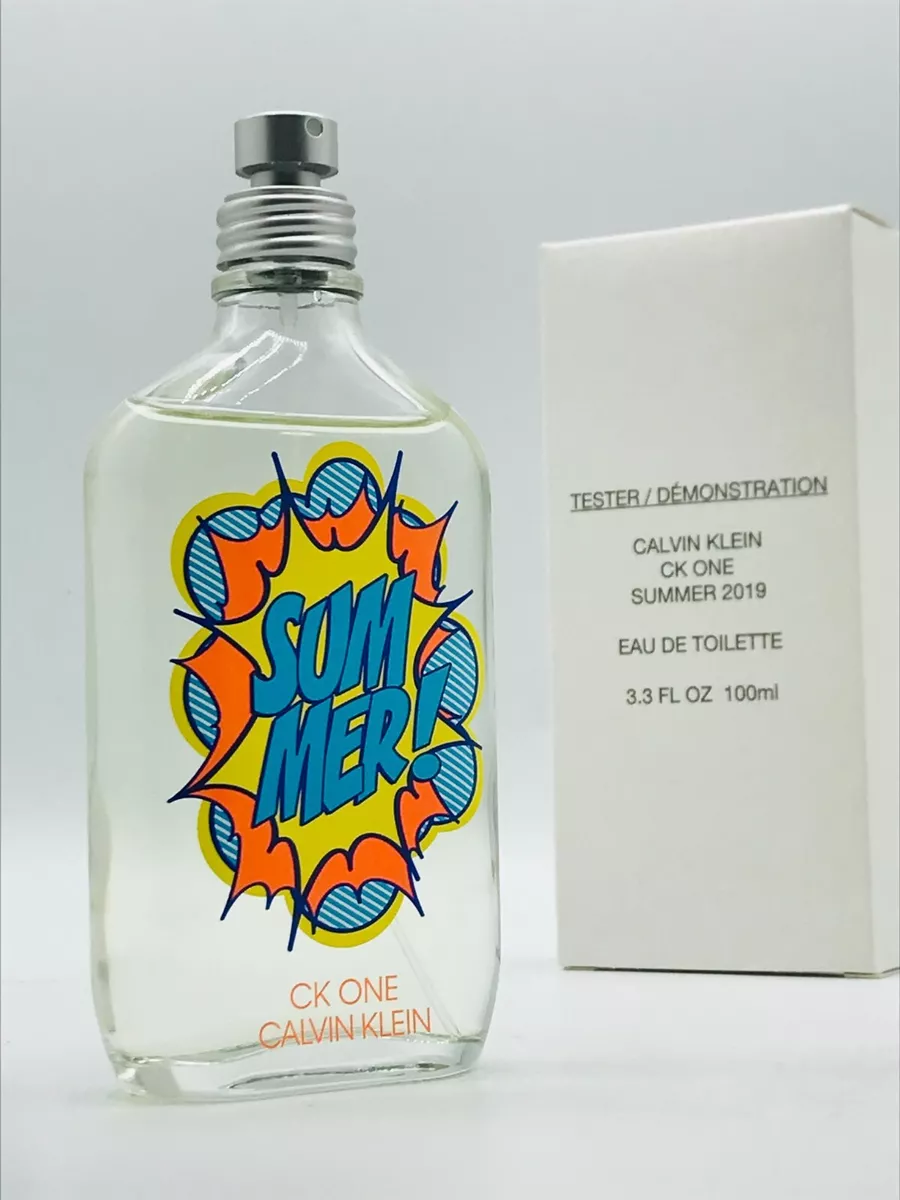 SUM
MER!
CK ONE
CALVIN KLEIN
TESTER / DÉMONSTRATION
CALVIN KLEIN
CK ONE
SUMMER 2019
EAU DE TOILETTE
3.3 FL OZ 100ml